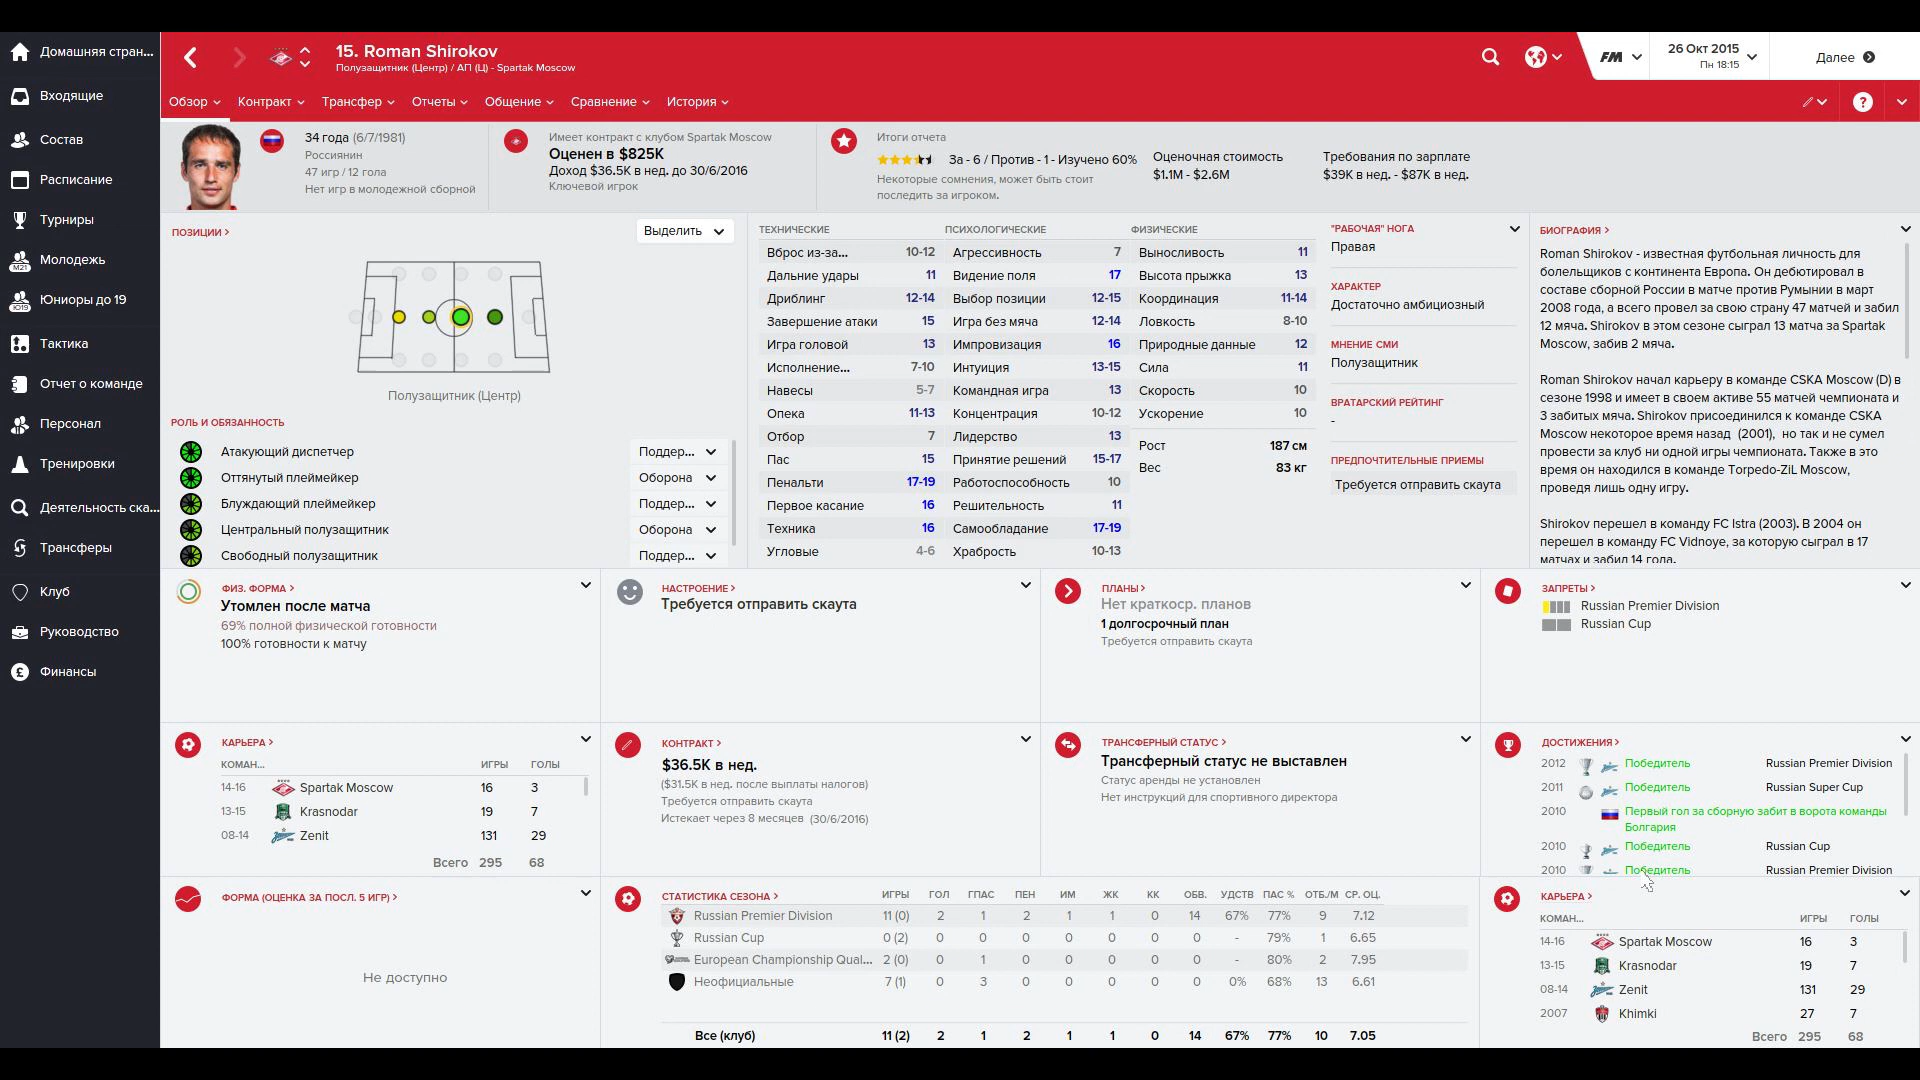 Домашняя стран...
Входящие
Состав
Расписание
Турниры
Молодежь
M21
Юниоры до 19
Ю19
Тактика
Отчет о команде
Персонал
Тренировки
Деятельность ска...
Трансферы
Клуб
Руководство
Финансы
15. Roman Shirokov
Полузащитник (Центр) / АП (Ц) - Spartak Moscow
FM
26 Окт 2015
Пн 18:15
Далее
Обзор Контракт Трансфер Отчеты Общение Сравнение История
?
34 года (6/7/1981)
Россиянин
47 игр / 12 гола
Нет игр в молодежной сборной
Имеет контракт с клубом Spartak Moscow
Оценен в $825K
Доход $36.5K в нед. до 30/6/2016
Ключевой игрок
Итоги отчета
За - 6 / Против - 1 - Изучено 60%
Некоторые сомнения, может быть стоит
последить за игроком.
Оценочная стоимость
$1.1M - $2.6M
Требования по зарплате
$39K в нед. - $87K в нед.
ПОЗИЦИИ >
Выделить
Полузащитник (Центр)
РОЛЬ И ОБЯЗАННОСТЬ
Атакующий диспетчер Поддер...
Оттянутый плеймейкер Оборона
Блуждающий плеймейкер Поддер...
Центральный полузащитник Оборона
Свободный полузащитник Поддер...
ТЕХНИЧЕСКИЕ
Вброс из-за... 10-12
Дальние удары 11
Дриблинг 12-14
Завершение атаки 15
Игра головой 13
Исполнение... 7-10
Навесы 5-7
Опека 11-13
Отбор 7
Пас 15
Пенальти 17-19
Первое касание 16
Техника 16
Угловые 4-6
ПСИХОЛОГИЧЕСКИЕ
Агрессивность 7
Видение поля 17
Выбор позиции 12-15
Игра без мяча 12-14
Импровизация 16
Интуиция 13-15
Командная игра 13
Концентрация 10-12
Лидерство 13
Принятие решений 15-17
Работоспособность 10
Решительность 11
Самообладание 17-19
Храбрость 10-13
ФИЗИЧЕСКИЕ
Выносливость 11
Высота прыжка 13
Координация 11-14
Ловкость 8-10
Природные данные 12
Сила 11
Скорость 10
Ускорение 10
Рост 187 см
Вес 83 кг
"РАБОЧАЯ" НОГА
Правая
ХАРАКТЕР
Достаточно амбициозный
МНЕНИЕ СМИ
Полузащитник
ВРАТАРСКИЙ РЕЙТИНГ
-
ПРЕДПОЧТИТЕЛЬНЫЕ ПРИЕМЫ
Требуется отправить скаута
БИОГРАФИЯ >
Roman Shirokov - известная футбольная личность для
болельщиков с континента Европа. Он дебютировал в
составе сборной России в матче против Румынии в март
2008 года, а всего провел за свою страну 47 матчей и забил
12 мяча. Shirokov в этом сезоне сыграл 13 матча за Spartak
Moscow, забив 2 мяча.
Roman Shirokov начал карьеру в команде CSKA Moscow (D) в
сезоне 1998 и имеет в своем активе 55 матчей чемпионата и
3 забитых мяча. Shirokov присоединился к команде CSKA
Moscow некоторое время назад (2001), но так и не сумел
провести за клуб ни одной игры чемпионата. Также в это
время он находился в команде Torpedo-ZiL Moscow,
проведя лишь одну игру.
Shirokov перешел в команду FC Istra (2003). В 2004 он
перешел в команду FC Vidnoye, за которую сыграл в 17
матчах и забил 14 гола.
ФИЗ. ФОРМА >
Утомлен после матча
69% полной физической готовности
100% готовности к матчу
НАСТРОЕНИЕ >
Требуется отправить скаута
ПЛАНЫ >
Нет краткоср. планов
1 долгосрочный план
Требуется отправить скаута
ЗАПРЕТЫ >
Russian Premier Division
Russian Cup
КАРЬЕРА >
КОМАН... ИГРЫ ГОЛЫ
14-16 Spartak Moscow 16 3
13-15 Krasnodar 19 7
08-14 Zenit 131 29
Всего 295 68
КОНТРАКТ >
$36.5K в нед.
($31.5K в нед. после выплаты налогов)
Требуется отправить скаута
Истекает через 8 месяцев (30/6/2016)
ТРАНСФЕРНЫЙ СТАТУС >
Трансферный статус не выставлен
Статус аренды не установлен
Нет инструкций для спортивного директора
ДОСТИЖЕНИЯ >
2012 Победитель Russian Premier Division
2011 Победитель Russian Super Cup
2010 Первый гол за сборную забит в ворота команды
Болгария
2010 Победитель Russian Cup
2010 Победитель Russian Premier Division
ФОРМА (ОЦЕНКА ЗА ПОСЛ. 5 ИГР) >
Не доступно
СТАТИСТИКА СЕЗОНА > ИГРЫ ГОЛ ГПАС ПЕН ИМ ЖК КК ОБВ. УДСТВ ПАС % ОТБ/М СР. ОЦ.
Russian Premier Division 11 (0) 2 1 2 1 1 0 14 67% 77% 9 7.12
Russian Cup 0 (2) 0 0 0 0 0 0 0 - 79% 1 6.65
European Championship Qual... 2 (0) 0 1 0 0 0 0 0 - 80% 2 7.95
Неофициальные 7 (1) 0 3 0 0 0 0 0 0% 68% 13 6.61
Все (клуб) 11 (2) 2 1 2 1 1 0 14 67% 77% 10 7.05
КАРЬЕРА >
КОМАН... ИГРЫ ГОЛЫ
14-16 Spartak Moscow 16 3
13-15 Krasnodar 19 7
08-14 Zenit 131 29
2007 Khimki 27 7
Всего 295 68